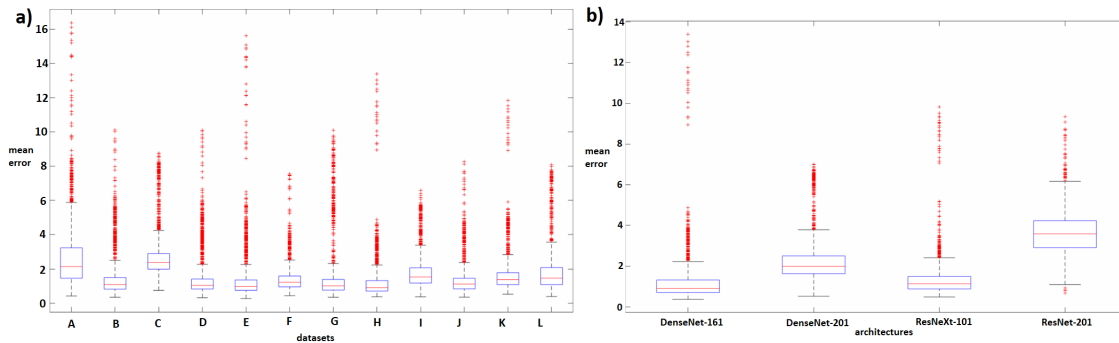 a)
16
14
12
10
8
mean
error
6
4
2
0
A B C D E F G H I J K L
datasets
b)
14
12
10
8
mean
error
6
4
2
0
DenseNet-161 DenseNet-201 ResNeXt-101 ResNet-201
architectures